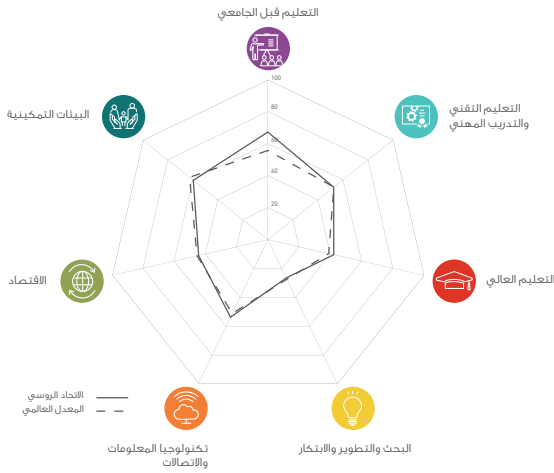 التعليم قبل الجامعي
100
80
60
40
20
التعليم التقني
والتدريب المهني
التعليم العالي
البحث والتطوير والابتكار
تكنولوجيا المعلومات
والاتصالات
الاقتصاد
البيئات التمكينية
الاتحاد الروسي
المعدل العالمي